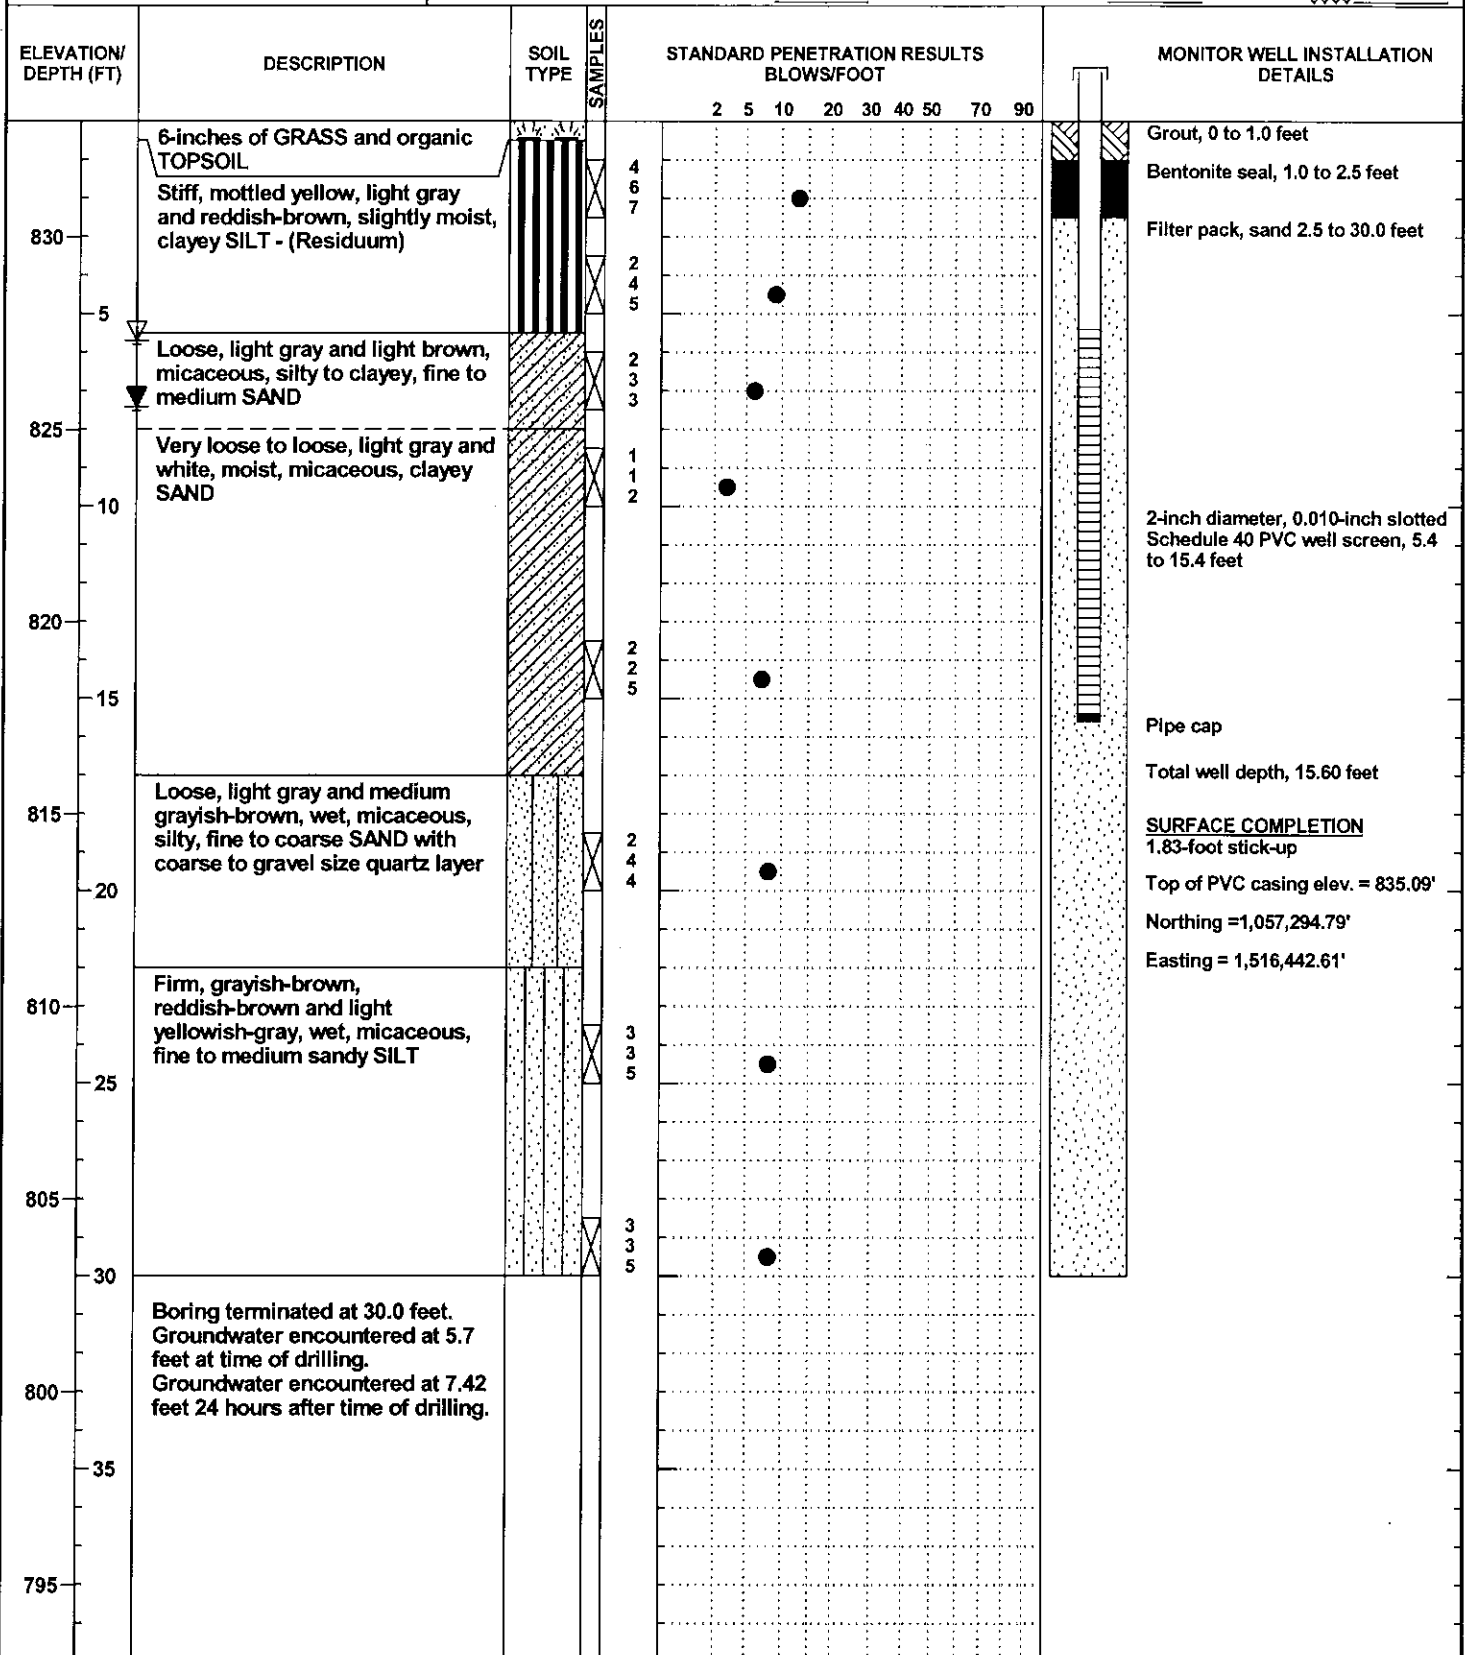 ELEVATION/
DEPTH (FT)
DESCRIPTION
SOIL
TYPE
SAMPLES
STANDARD PENETRATION RESULTS
BLOWS/FOOT
2 5 10 20 30 40 50 70 90
MONITOR WELL INSTALLATION
DETAILS
6-inches of GRASS and organic
TOPSOIL
Stiff, mottled yellow, light gray
and reddish-brown, slightly moist,
clayey SILT - (Residuum)
4
6
7
Grout, 0 to 1.0 feet
Bentonite seal, 1.0 to 2.5 feet
Filter pack, sand 2.5 to 30.0 feet
830
2
4
5
5
Loose, light gray and light brown,
micaceous, silty to clayey, fine to
medium SAND
2
3
3
825
Very loose to loose, light gray and
white, moist, micaceous, clayey
SAND
1
1
2
10
2-inch diameter, 0.010-inch slotted
Schedule 40 PVC well screen, 5.4
to 15.4 feet
820
2
2
5
15
Pipe cap
Total well depth, 15.60 feet
Loose, light gray and medium
grayish-brown, wet, micaceous,
silty, fine to coarse SAND with
coarse to gravel size quartz layer
815
2
4
4
20
SURFACE COMPLETION
1.83-foot stick-up
Top of PVC casing elev. = 835.09'
Northing =1,057,294.79'
Easting = 1,516,442.61'
Firm, grayish-brown,
reddish-brown and light
yellowish-gray, wet, micaceous,
fine to medium sandy SILT
810
3
3
5
25
805
3
3
5
30
Boring terminated at 30.0 feet.
Groundwater encountered at 5.7
feet at time of drilling.
Groundwater encountered at 7.42
feet 24 hours after time of drilling.
800
35
795